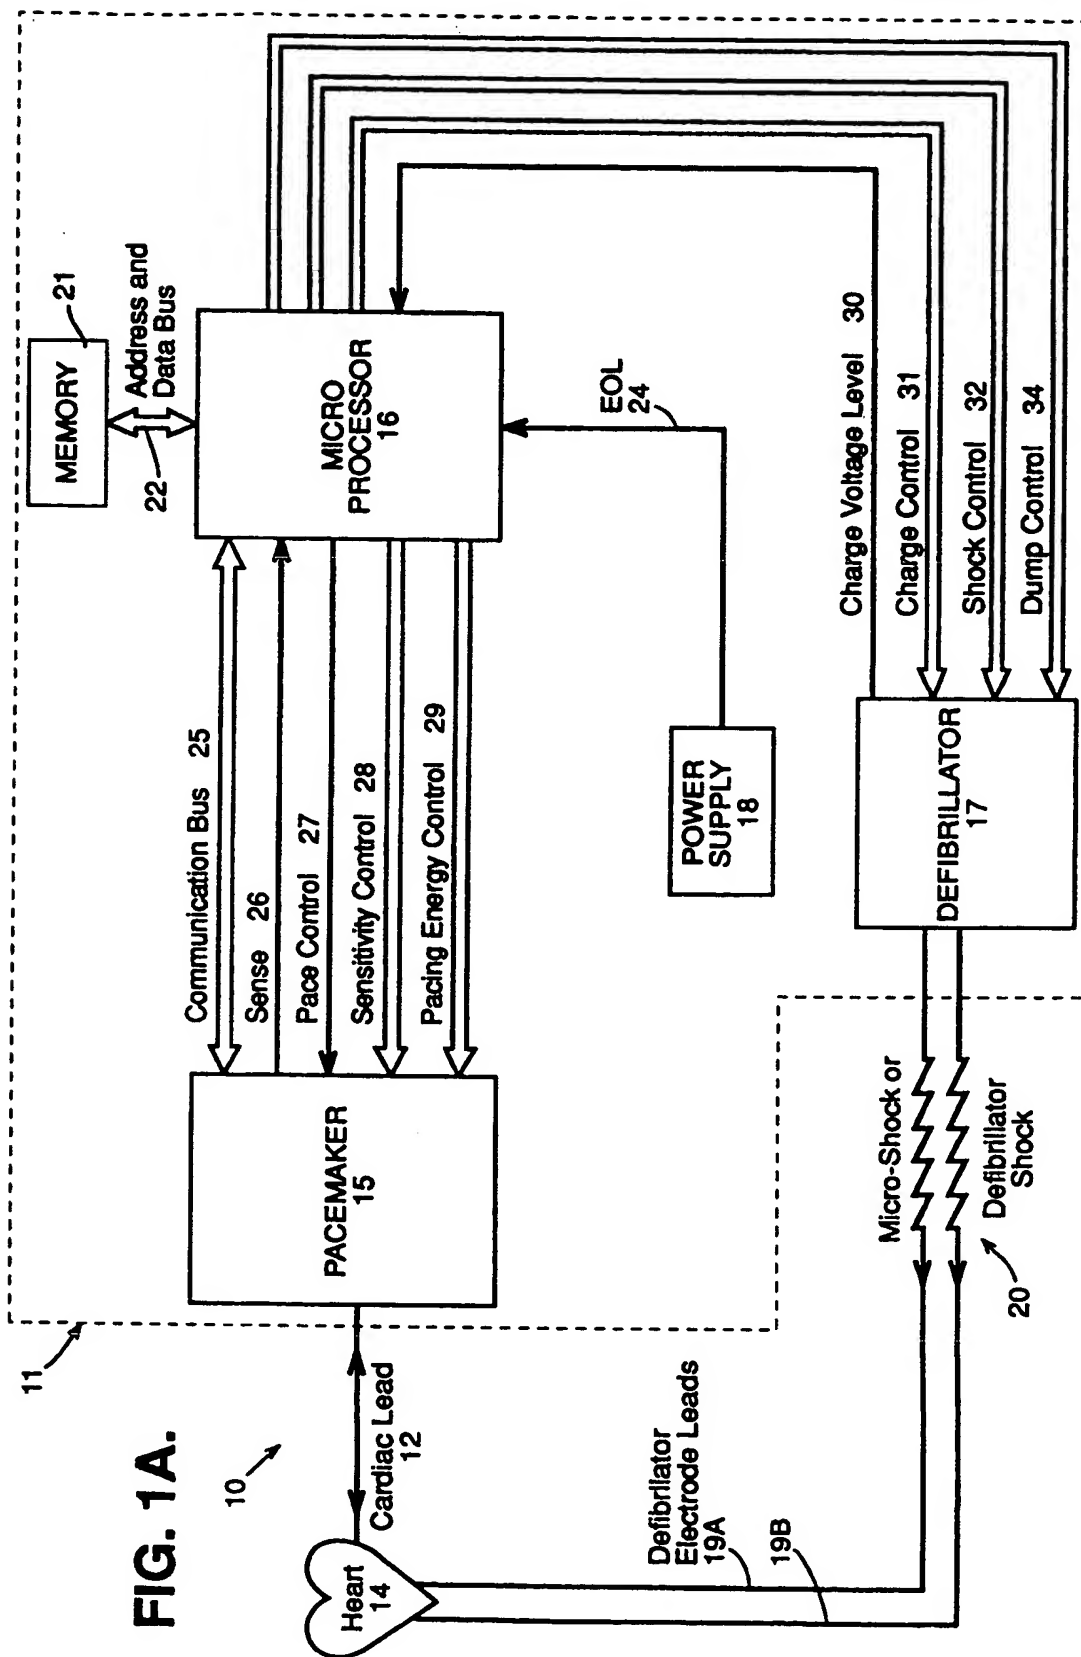 FIG. 1A.
10
11
Heart
14
Cardiac Lead
12
PACEMAKER
15
Communication Bus 25
Sense 26
Pace Control 27
Sensitivity Control 28
Pacing Energy Control 29
MICRO
PROCESSOR
16
MEMORY
21
Address and
Data Bus
22
EOL
24
POWER
SUPPLY
18
Charge Voltage Level 30
Charge Control 31
Shock Control 32
Dump Control 34
DEFIBRILLATOR
17
Micro-Shock or
Defibrillator
Shock
20
Defibrillator
Electrode Leads
19A
19B